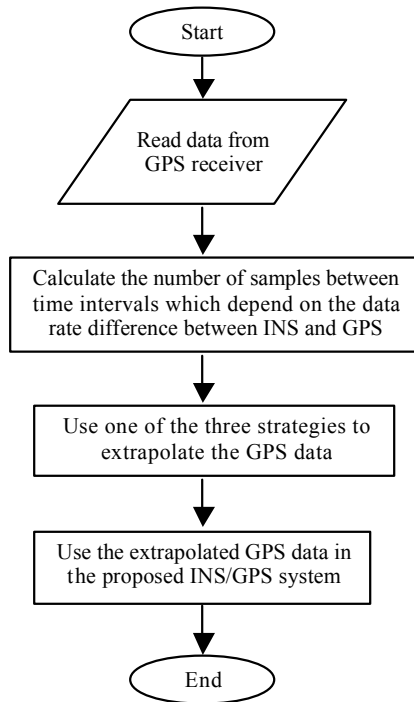 Start
Read data from
GPS receiver
Calculate the number of samples between
time intervals which depend on the data
rate difference between INS and GPS
Use one of the three strategies to
extrapolate the GPS data
Use the extrapolated GPS data in
the proposed INS/GPS system
End